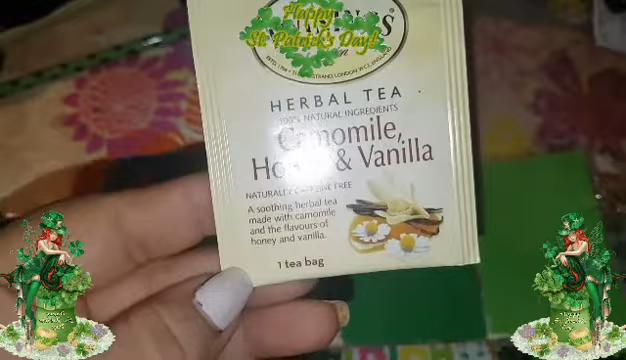 Happy
St. Patrick's Day!
HERBAL TEA
100% NATURAL INGREDIENTS
Camomile,
& Vanilla
NATURALLY CAFFEINE FREE
A soothing herbal tea
made with camomile
and the flavours of
honey and vanilla.
1 tea bag